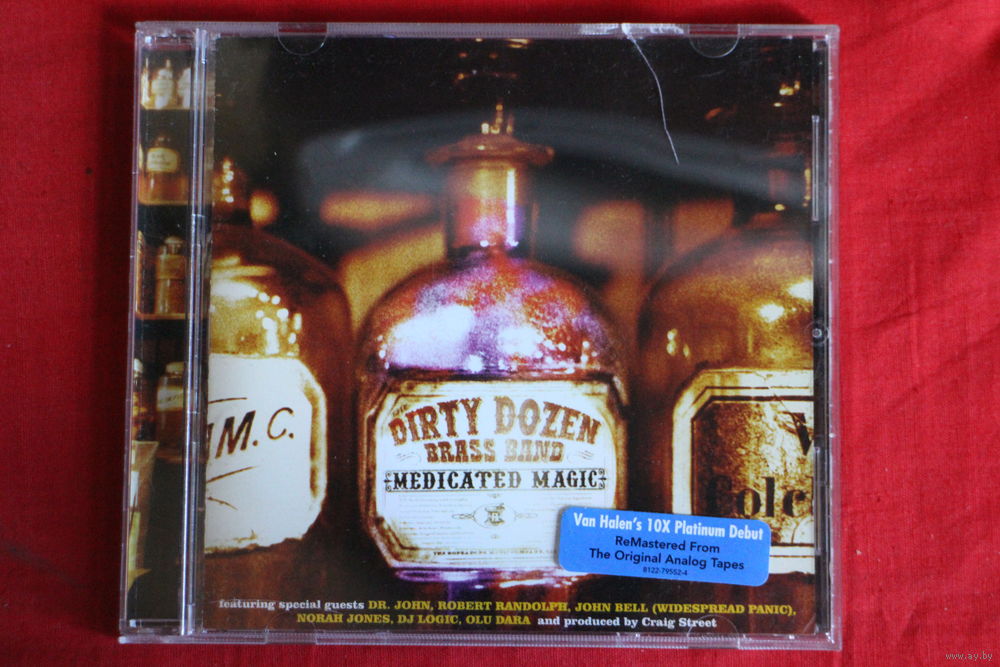 M.C.
THE
DIRTY DOZEN
BRASS BAND
MEDICATED MAGIC
Van Halen's 10X Platinum Debut
ReMastered From
The Original Analog Tapes
8122-79552-4
featuring special guests DR. JOHN, ROBERT RANDOLPH, JOHN BELL (WIDESPREAD PANIC),
NORAH JONES, DJ LOGIC, OLU DARA and produced by Craig Street
www.ay.by